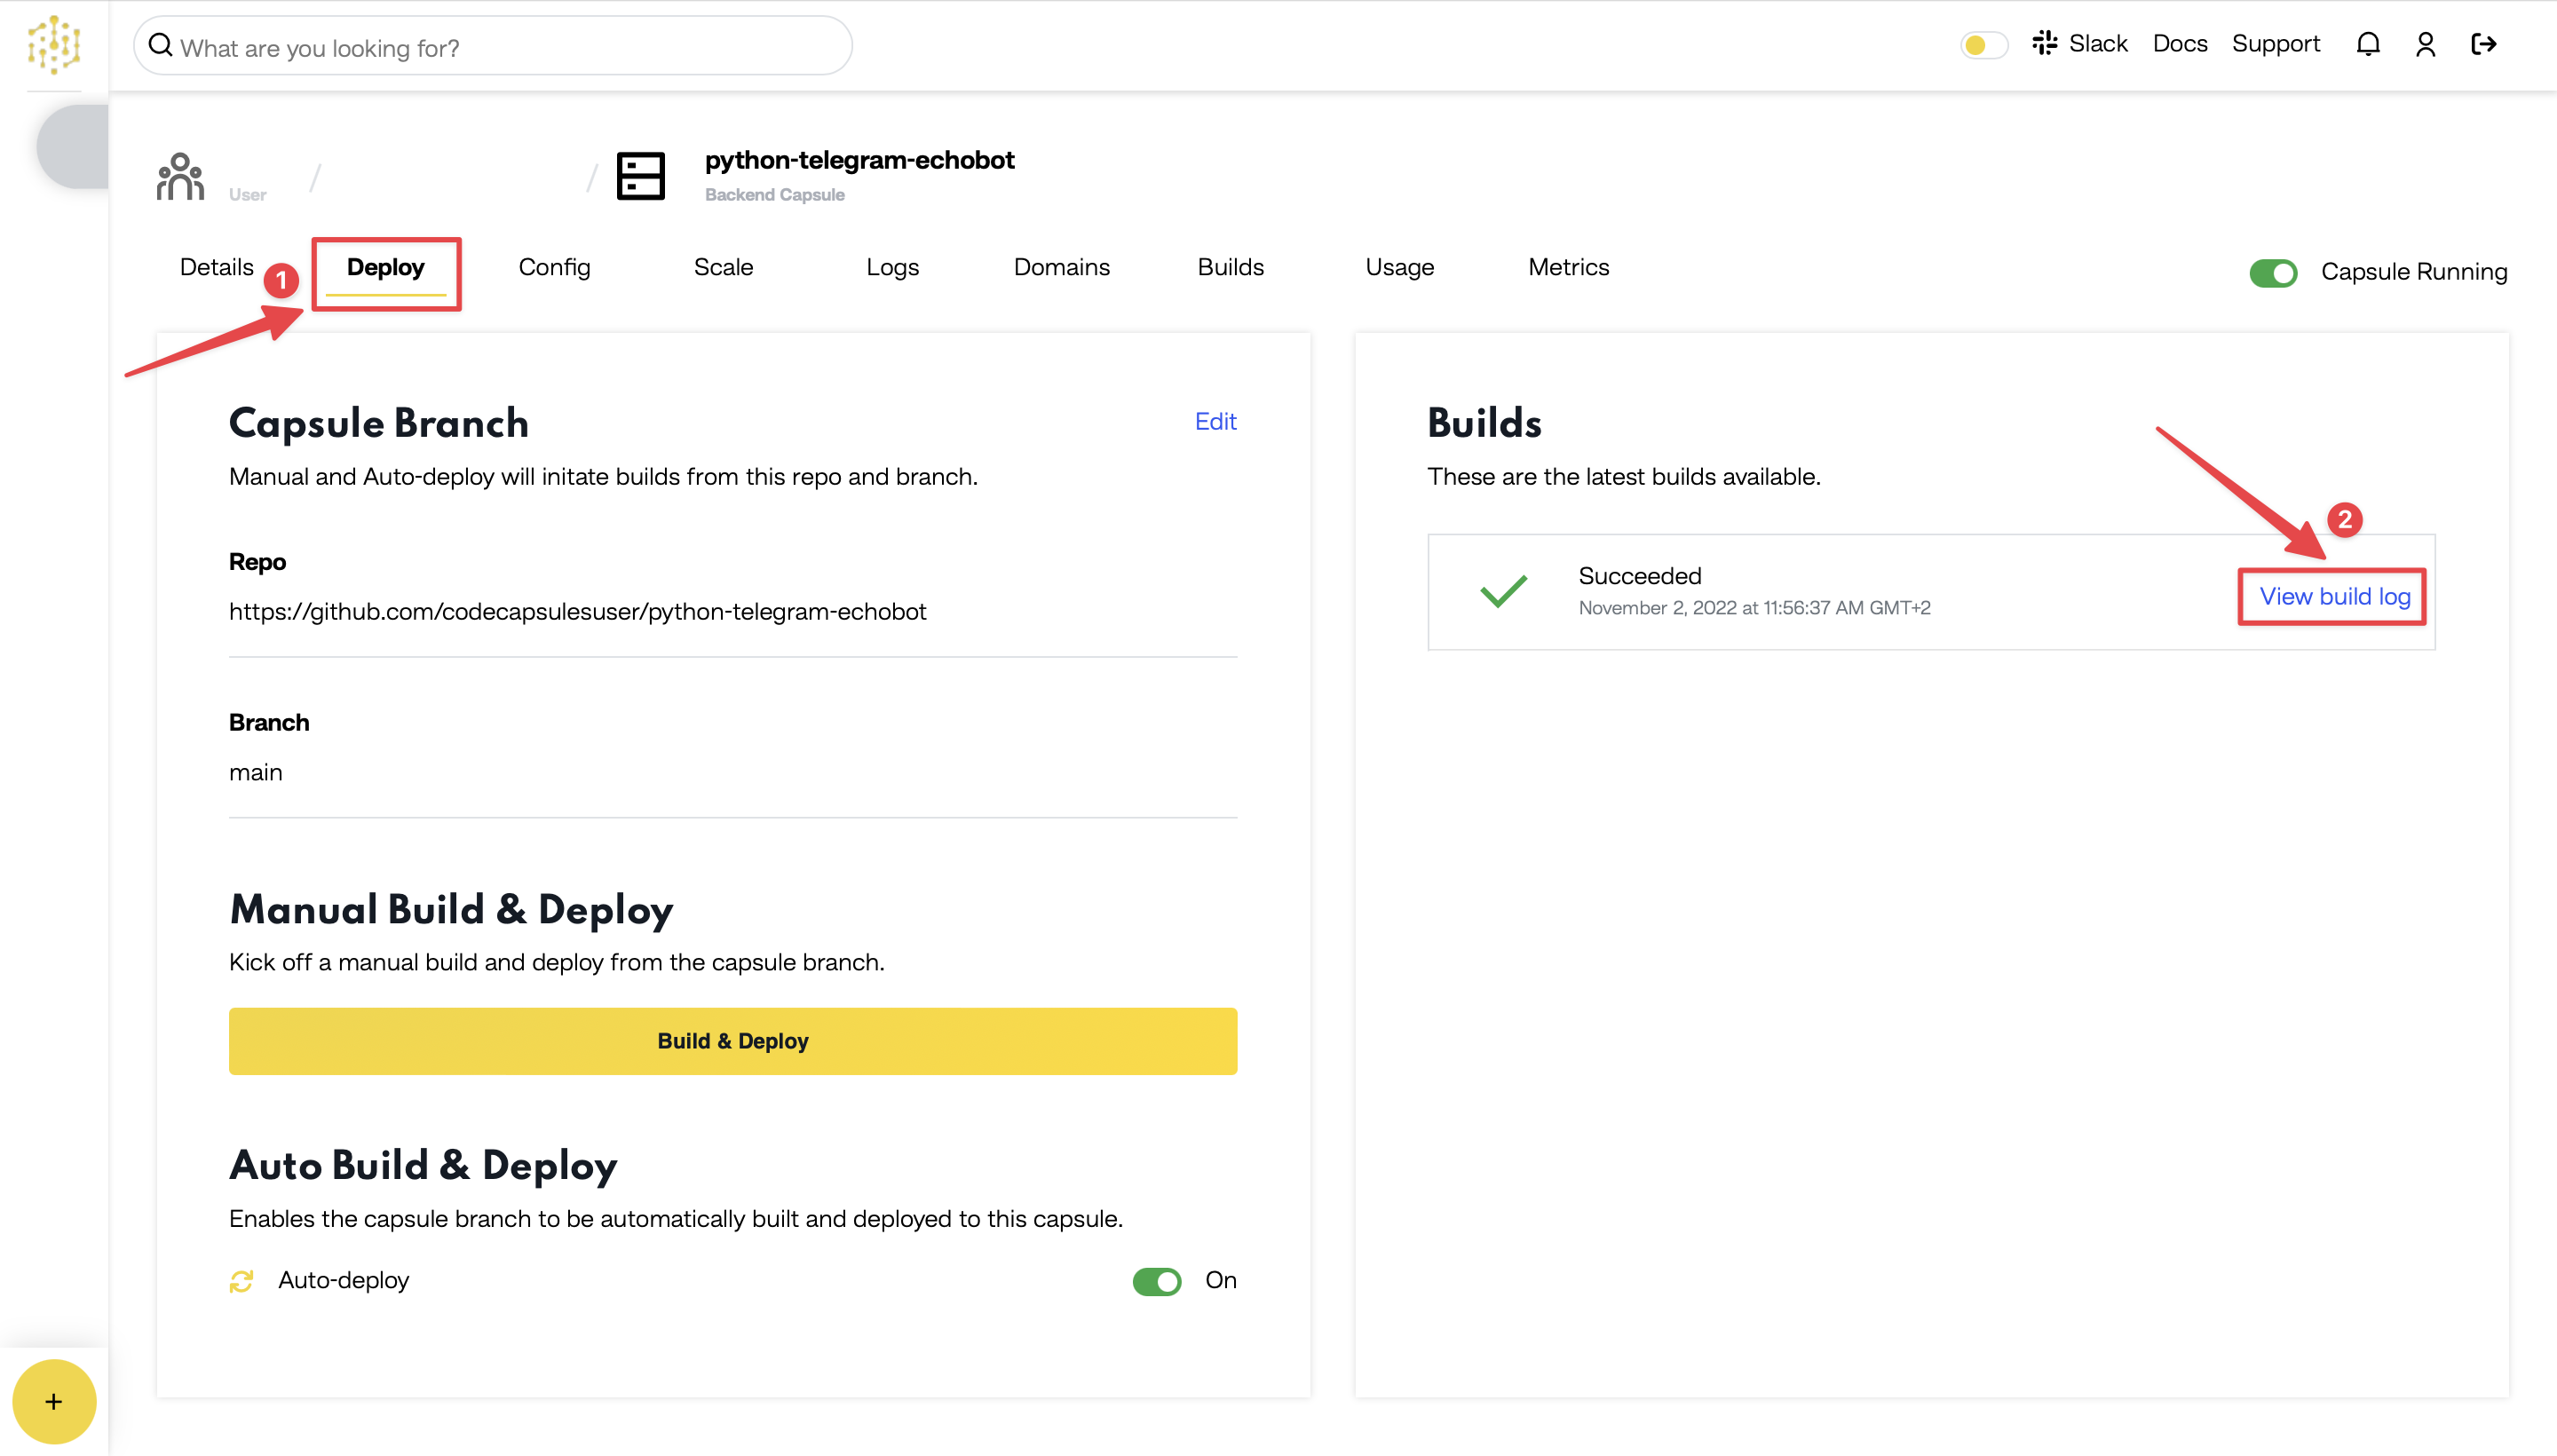 What are you looking for?
Slack Docs Support
User / / python-telegram-echobot
Backend Capsule
Details 1 Deploy Config Scale Logs Domains Builds Usage Metrics Capsule Running
Capsule Branch Edit
Manual and Auto-deploy will initate builds from this repo and branch.
Repo
https://github.com/codecapsulesuser/python-telegram-echobot
Branch
main
Manual Build & Deploy
Kick off a manual build and deploy from the capsule branch.
Build & Deploy
Auto Build & Deploy
Enables the capsule branch to be automatically built and deployed to this capsule.
Auto-deploy On
Builds
These are the latest builds available.
2
Succeeded
November 2, 2022 at 11:56:37 AM GMT+2
View build log
+